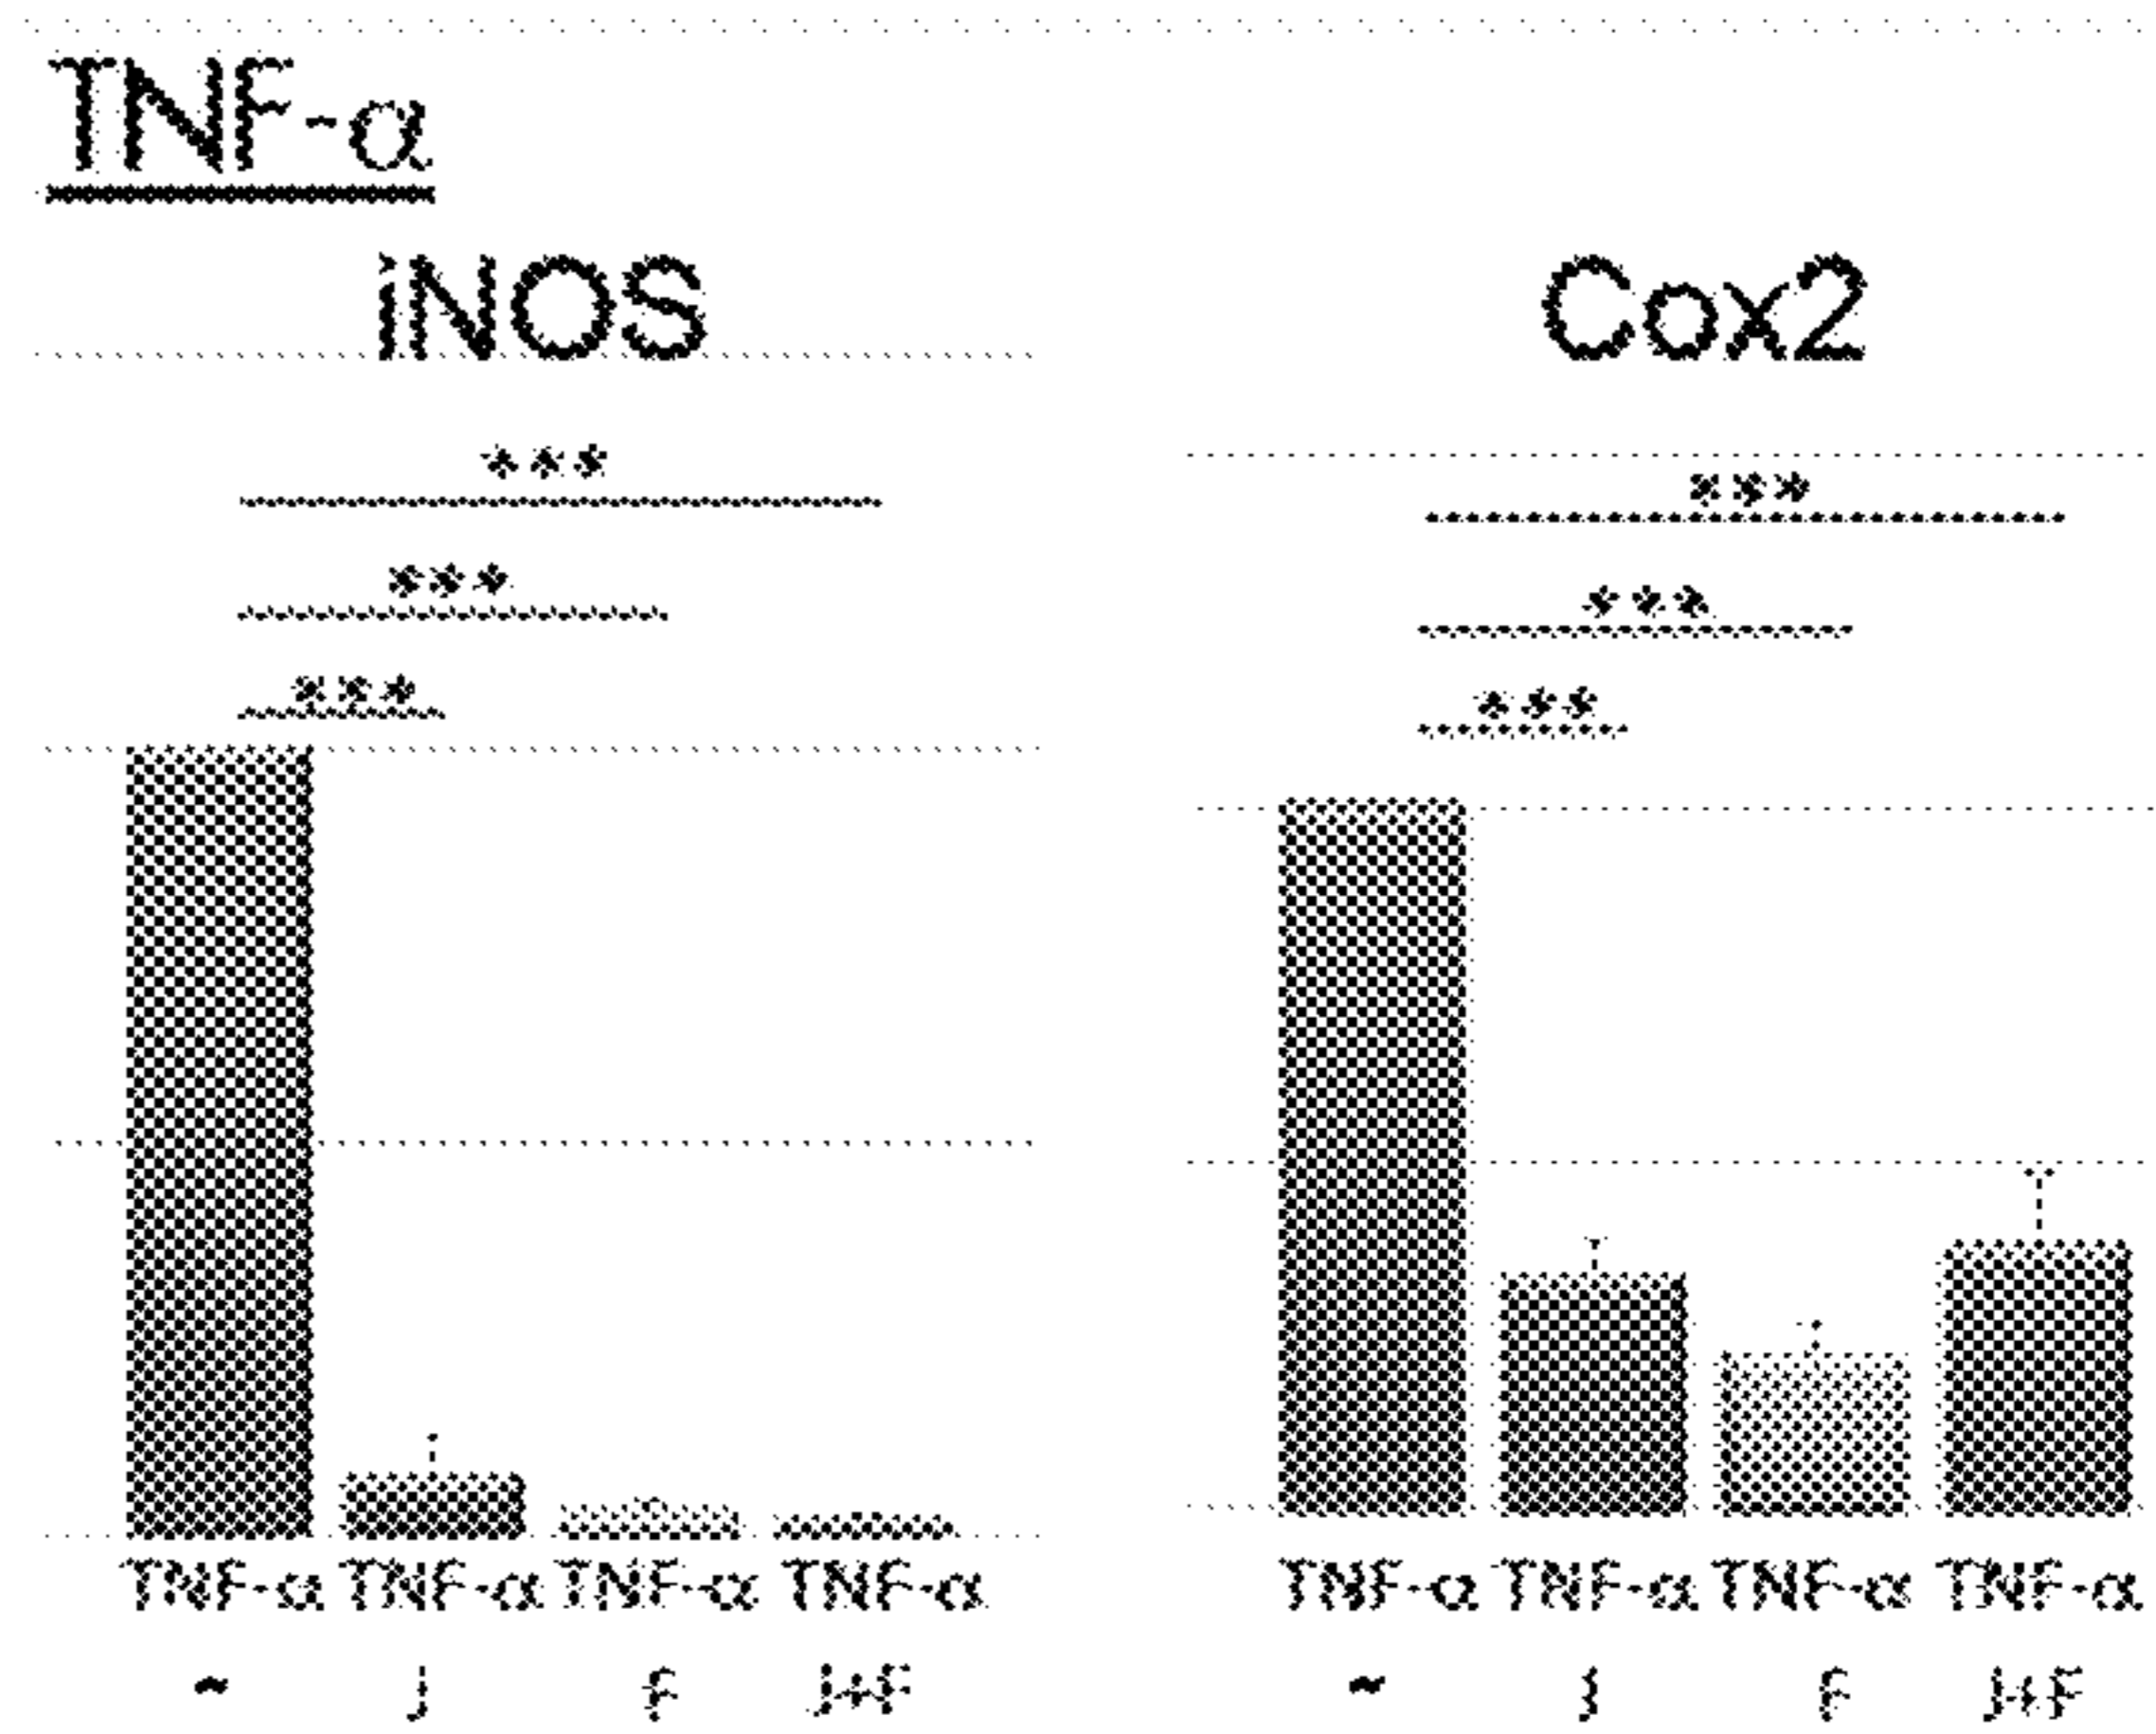 TNF-α
iNOS Cox2
***
***
***
***
***
***
TNF-α TNF-α TNF-α TNF-α TNF-α TNF-α TNF-α TNF-α
- J F J+F - J F J+F